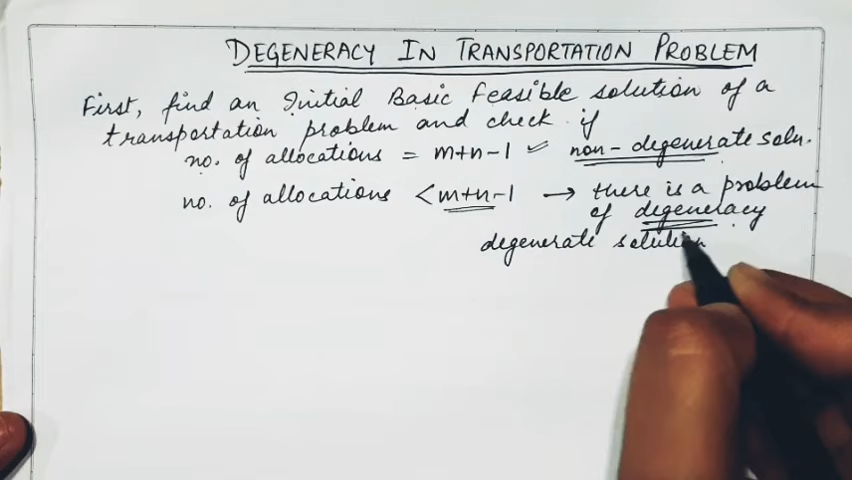 DEGENERACY IN TRANSPORTATION PROBLEM
First, find an Initial Basic Feasible solution of a
transportation problem and check if
no. of allocations = m+n-1 ✓ non-degenerate soln.
no. of allocations < m+n-1 → there is a problem
of degeneracy.
degenerate solution